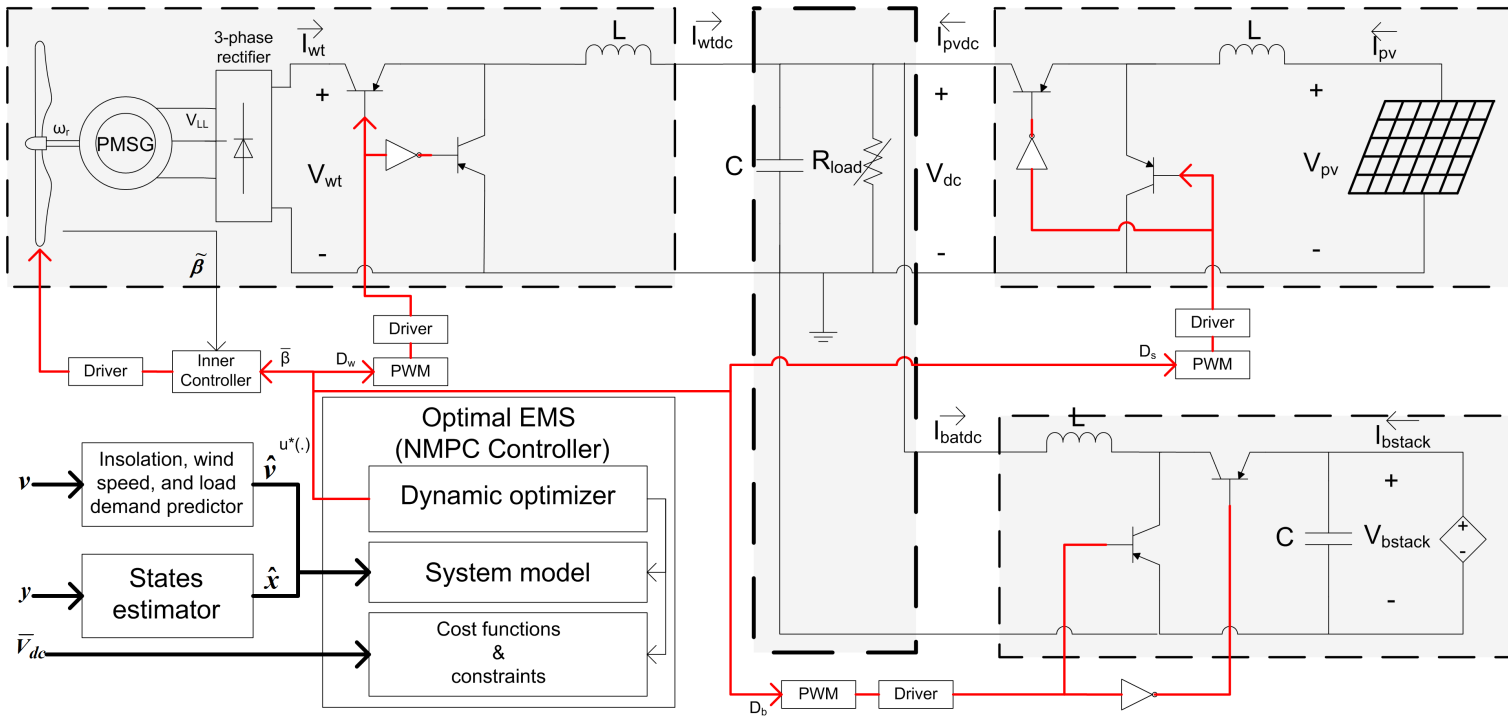 3-phase
rectifier
I_wt
L
I_wtdc
I_pvdc
L
I_pv
+
+
+
ω_r
PMSG
V_LL
V_wt
C
R_load
V_dc
V_pv
-
-
-
β̃
Driver
Driver
Driver
Inner
Controller
β̅
D_w
PWM
D_s
PWM
u*(.)
Optimal EMS
(NMPC Controller)
I_batdc
L
I_bstack
v
Insolation, wind
speed, and load
demand predictor
v̂
Dynamic optimizer
+
C
V_bstack
+
-
-
y
States
estimator
x̂
System model
V̅_dc
Cost functions
&
constraints
D_b
PWM
Driver